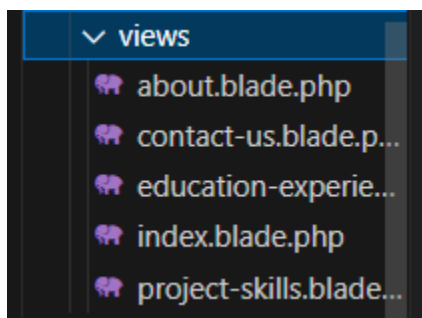 views
about.blade.php
contact-us.blade.p...
education-experie...
index.blade.php
project-skills.blade...